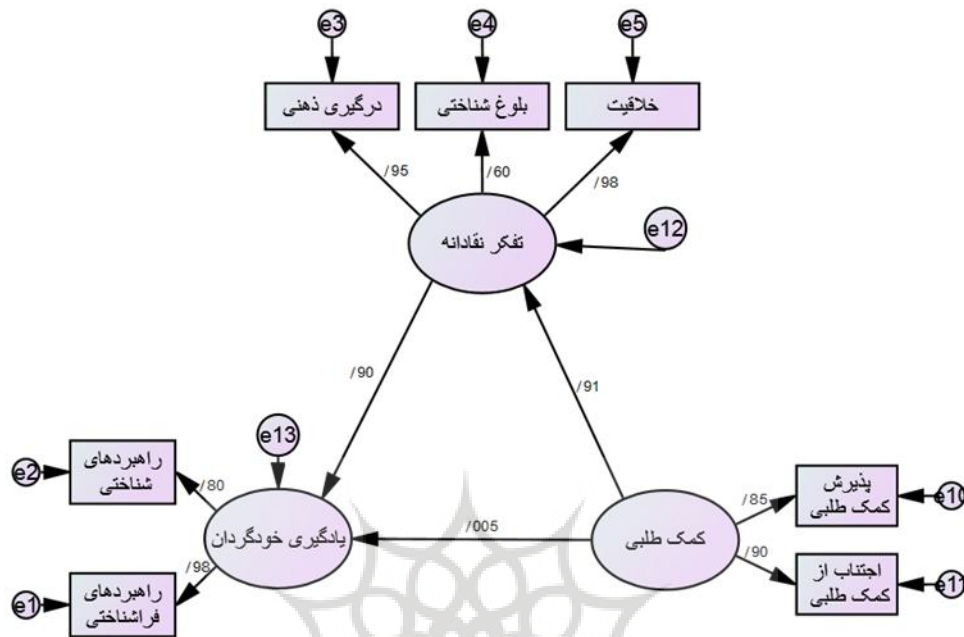 e3
e4
e5
درگیری ذهنی
بلوغ شناختی
خلاقیت
/95
/60
/98
تفکر نقادانه
e12
/90
/91
e13
e2
راهبردهای
شناختی
/80
یادگیری خودگردان
/005
کمک طلبی
/85
پذیرش
کمک طلبی
e10
/98
/90
e1
راهبردهای
فراشناختی
اجتناب از
کمک طلبی
e11